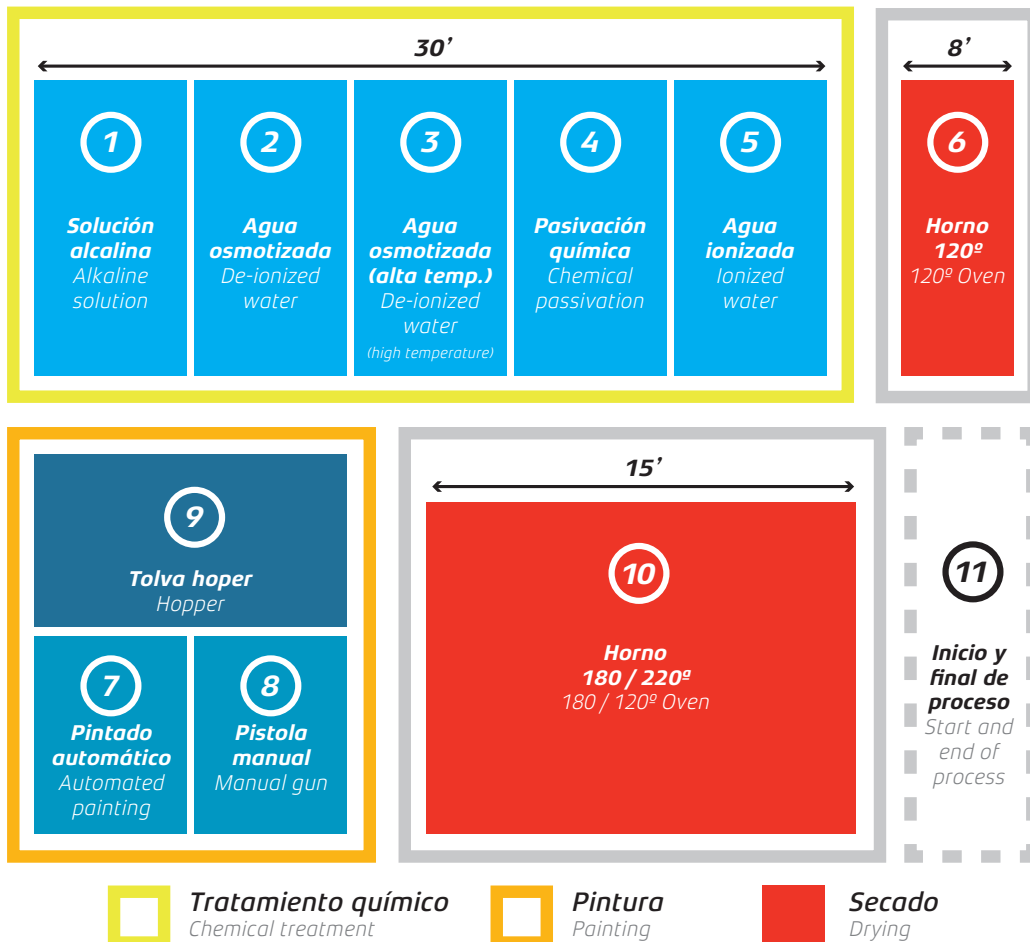 30’
1
Solución
alcalina
Alkaline
solution
2
Agua
osmotizada
De-ionized
water
3
Agua
osmotizada
(alta temp.)
De-ionized
water
(high temperature)
4
Pasivación
química
Chemical
passivation
5
Agua
ionizada
Ionized
water
8’
6
Horno
120º
120º Oven
9
Tolva hoper
Hopper
7
Pintado
automático
Automated
painting
8
Pistola
manual
Manual gun
15’
10
Horno
180 / 220º
180 / 120º Oven
11
Inicio y
final de
proceso
Start and
end of
process
Tratamiento químico
Chemical treatment
Pintura
Painting
Secado
Drying